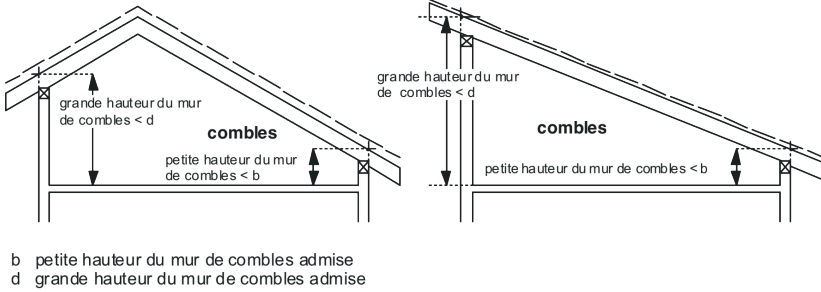 grande hauteur du mur
de combles < d
combles
petite hauteur du mur
de combles < b
grande hauteur du mur
de combles < d
combles
petite hauteur du mur de combles < b
b petite hauteur du mur de combles admise
d grande hauteur du mur de combles admise